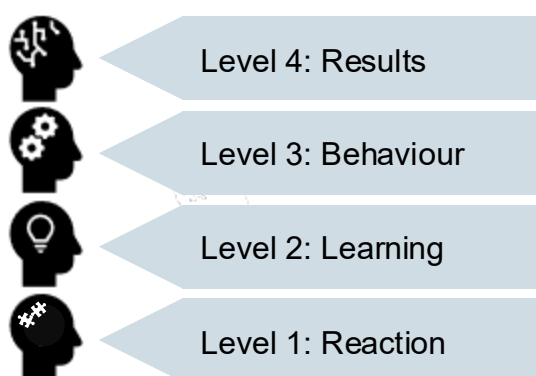 Level 4: Results
Level 3: Behaviour
Level 2: Learning
Level 1: Reaction